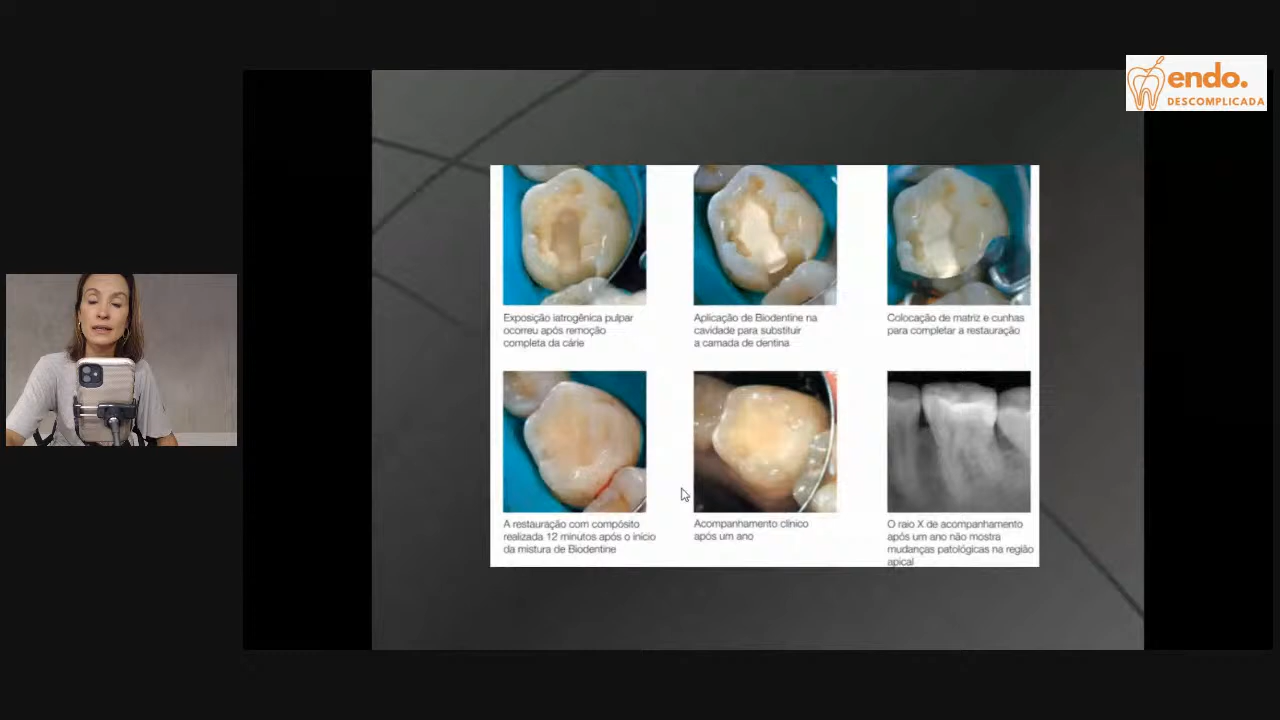 endo.
DESCOMPLICADA
Exposição iatrogênica pulpar
ocorreu após remoção
completa da cárie
Aplicação de Biodentine na
cavidade para substituir
a camada de dentina
Colocação de matriz e cunhas
para completar a restauração
A restauração com compósito
realizada 12 minutos após o início
da mistura de Biodentine
Acompanhamento clínico
após um ano
O raio X de acompanhamento
após um ano não mostra
mudanças patológicas na região
apical